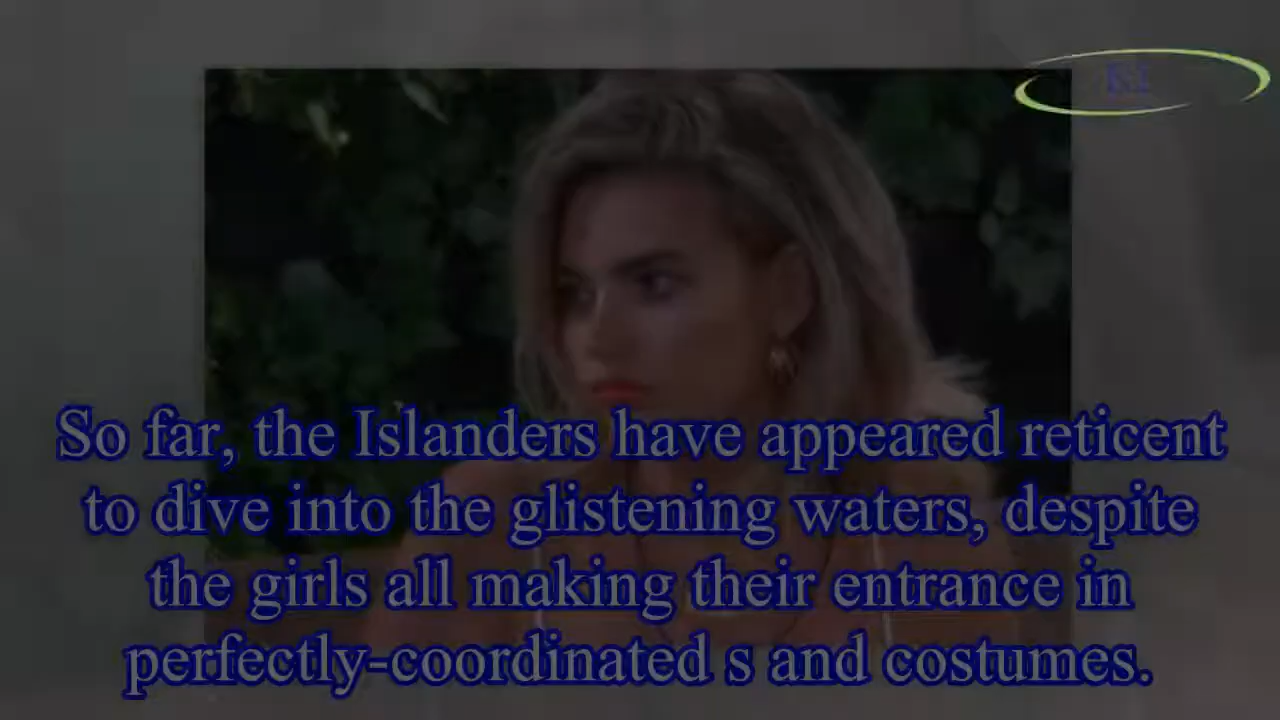 So far, the Islanders have appeared reticent
to dive into the glistening waters, despite
the girls all making their entrance in
perfectly-coordinated s and costumes.